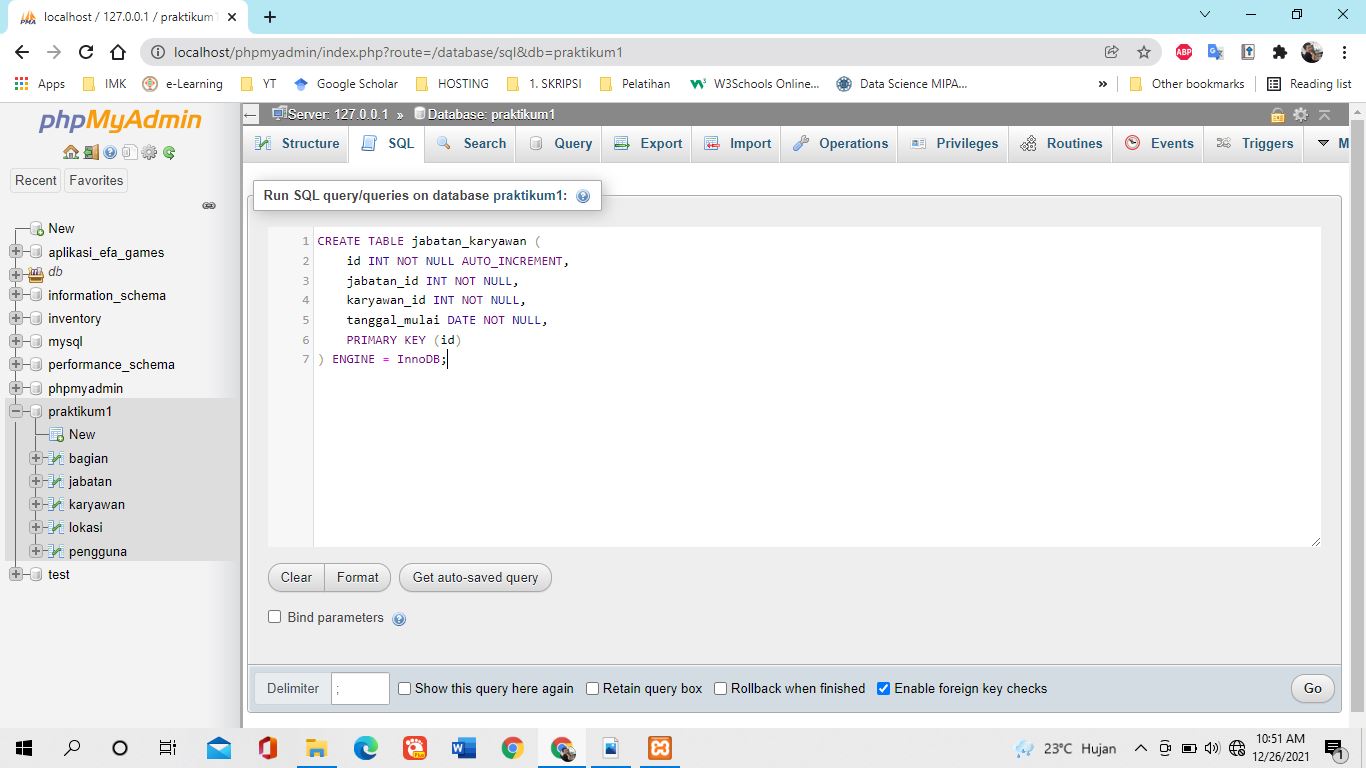 localhost / 127.0.0.1 / praktikum1
localhost/phpmyadmin/index.php?route=/database/sql&db=praktikum1
ABP
Apps
IMK
e-Learning
YT
Google Scholar
HOSTING
1. SKRIPSI
Pelatihan
W3Schools Online...
Data Science MIPA...
»
Other bookmarks
Reading list
phpMyAdmin
Recent
Favorites
New
aplikasi_efa_games
db
information_schema
inventory
mysql
performance_schema
phpmyadmin
praktikum1
New
bagian
jabatan
karyawan
lokasi
pengguna
test
Server: 127.0.0.1 » Database: praktikum1
Structure
SQL
Search
Query
Export
Import
Operations
Privileges
Routines
Events
Triggers
M
Run SQL query/queries on database praktikum1:
1 CREATE TABLE jabatan_karyawan (
2 id INT NOT NULL AUTO_INCREMENT,
3 jabatan_id INT NOT NULL,
4 karyawan_id INT NOT NULL,
5 tanggal_mulai DATE NOT NULL,
6 PRIMARY KEY (id)
7 ) ENGINE = InnoDB;
Clear
Format
Get auto-saved query
Bind parameters
Delimiter
;
Show this query here again
Retain query box
Rollback when finished
Enable foreign key checks
Go
23°C Hujan
10:51 AM
12/26/2021
1